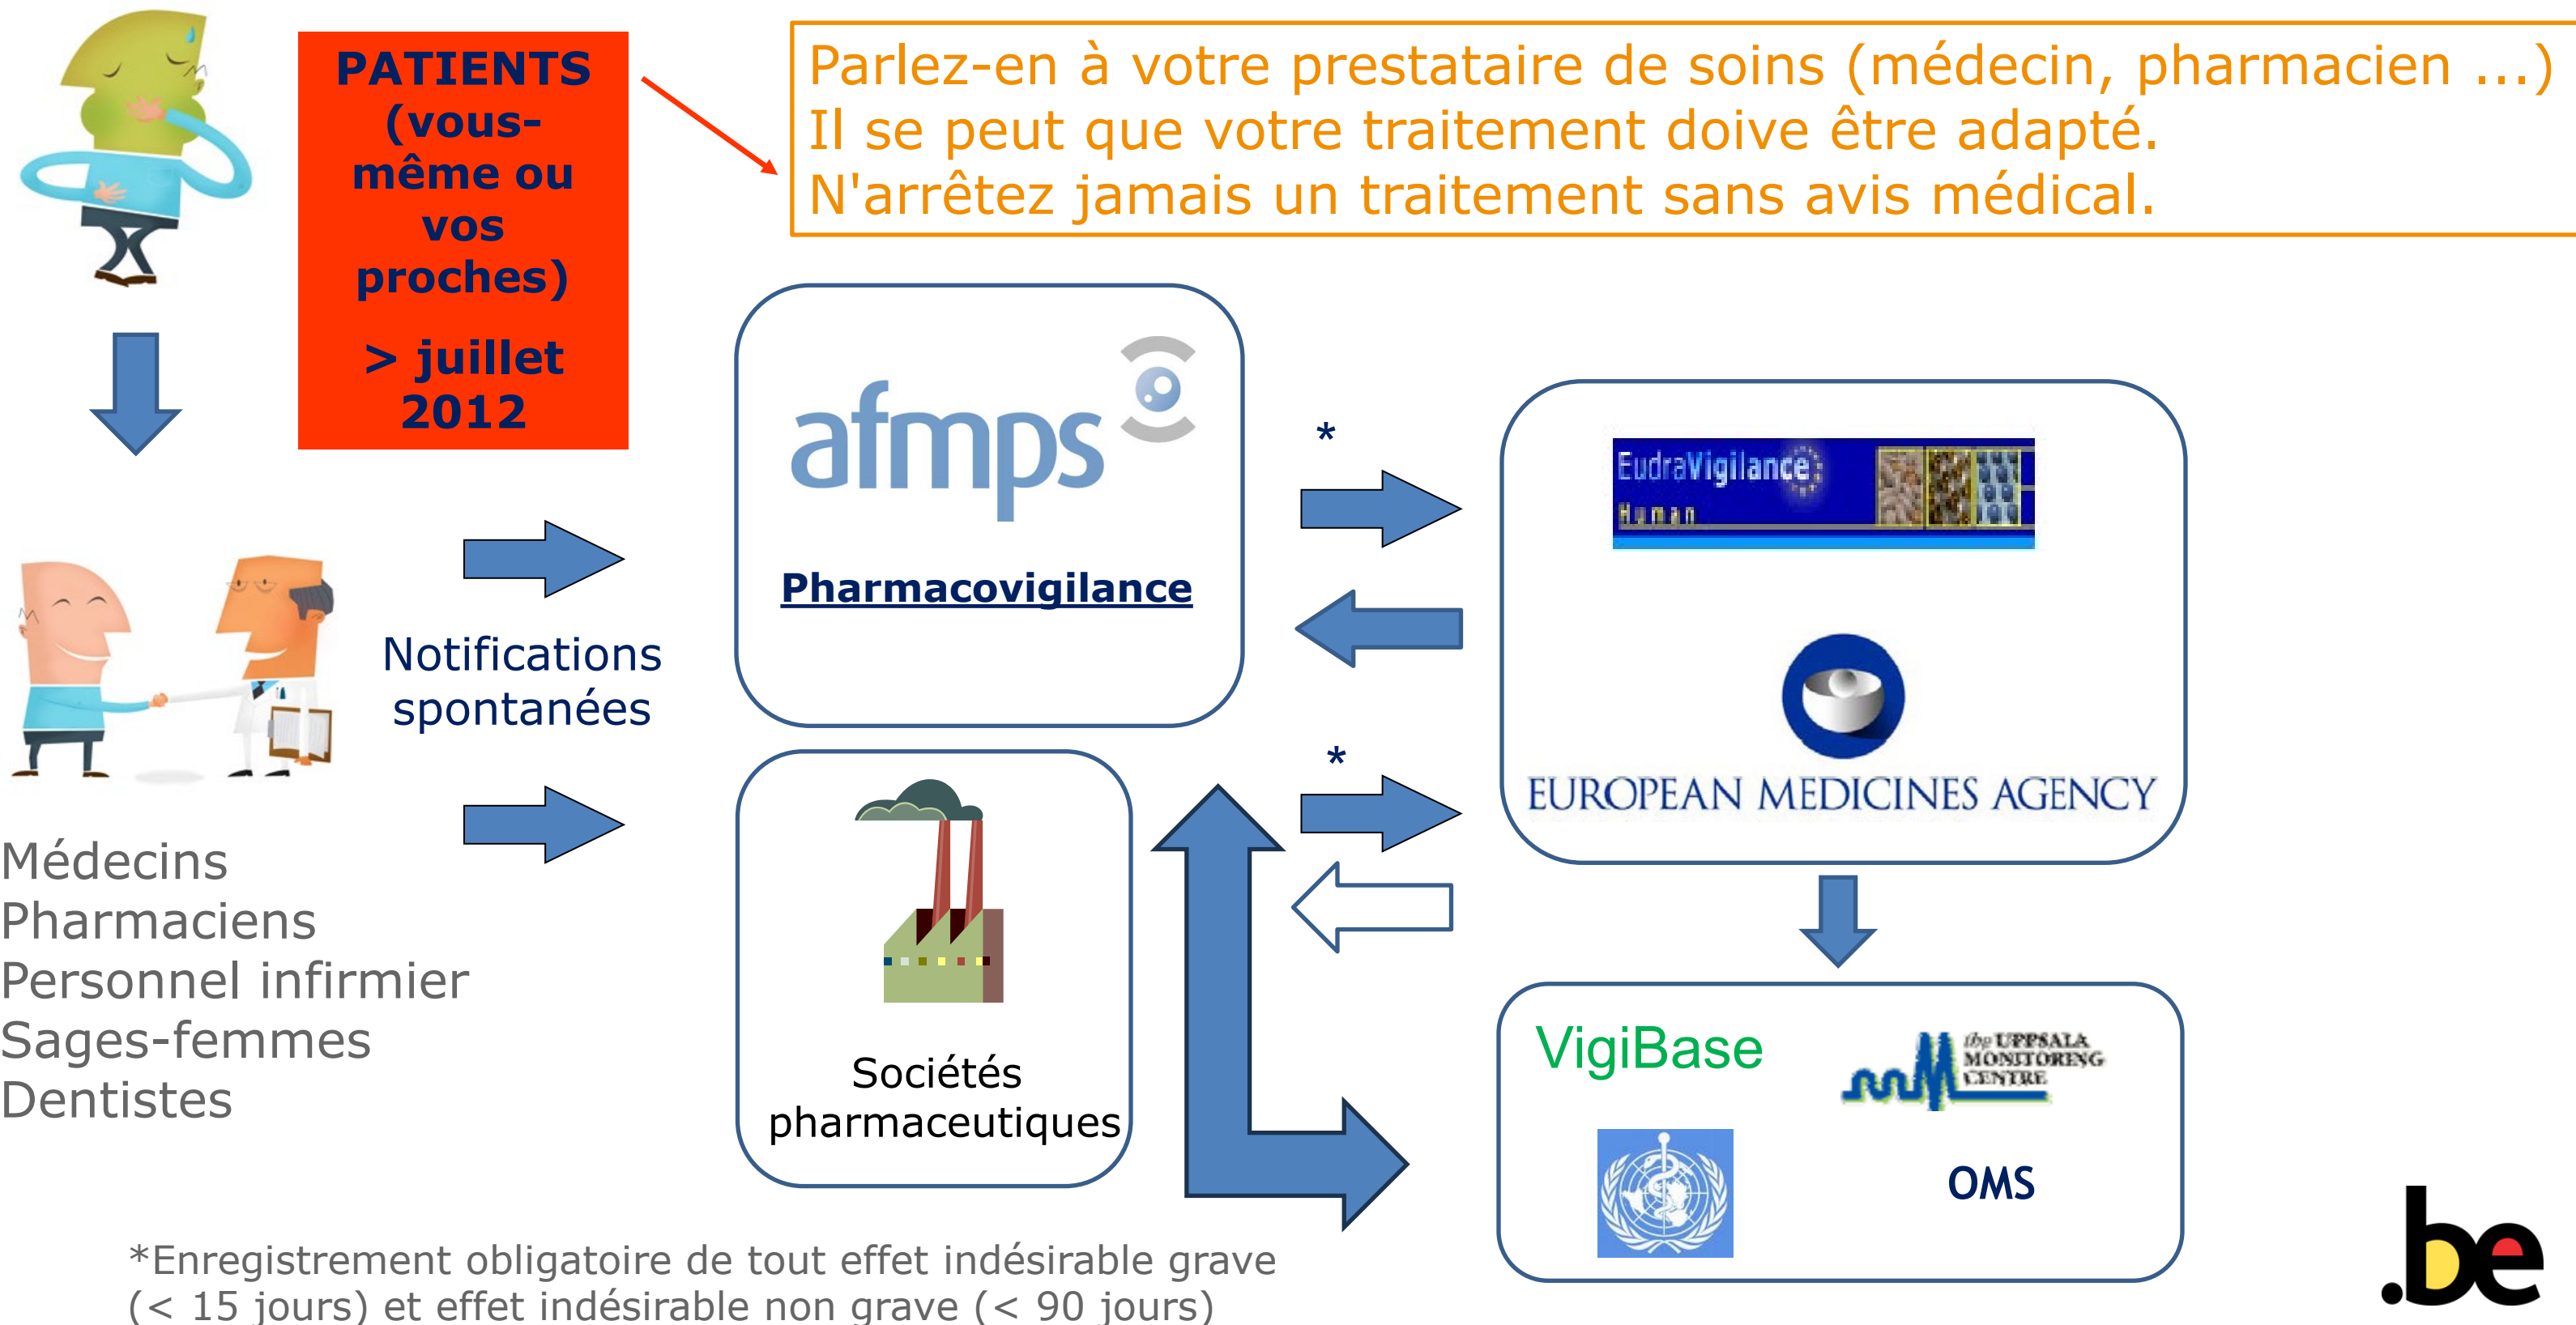 PATIENTS
(vous-
même ou
vos
proches)
> juillet
2012
Parlez-en à votre prestataire de soins (médecin, pharmacien ...)
Il se peut que votre traitement doive être adapté.
N'arrêtez jamais un traitement sans avis médical.
afmps
Pharmacovigilance
*
EudraVigilance
Human
EUROPEAN MEDICINES AGENCY
Notifications
spontanées
*
Médecins
Pharmaciens
Personnel infirmier
Sages-femmes
Dentistes
Sociétés
pharmaceutiques
VigiBase
the UPPSALA
MONITORING
CENTRE
OMS
*Enregistrement obligatoire de tout effet indésirable grave
(< 15 jours) et effet indésirable non grave (< 90 jours)
.be